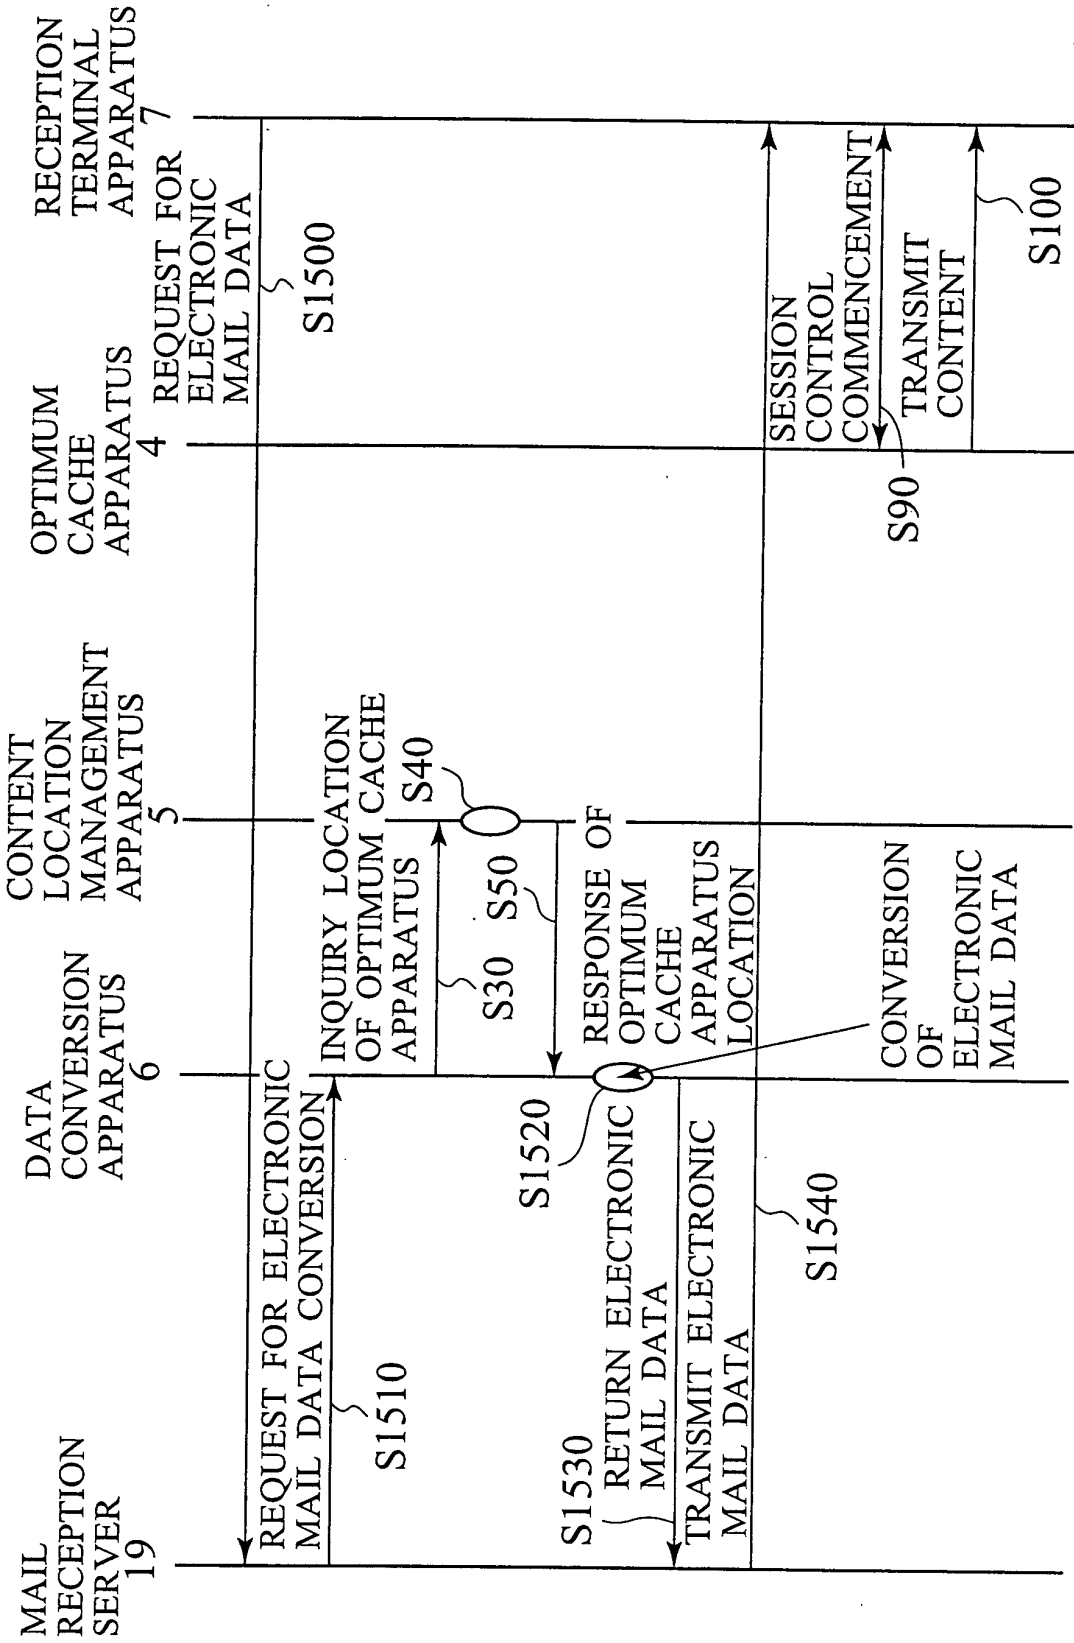 MAIL
RECEPTION
SERVER
19
DATA
CONVERSION
APPARATUS
6
CONTENT
LOCATION
MANAGEMENT
APPARATUS
5
OPTIMUM
CACHE
APPARATUS
4
RECEPTION
TERMINAL
APPARATUS
7
REQUEST FOR
ELECTRONIC
MAIL DATA
S1500
REQUEST FOR ELECTRONIC
MAIL DATA CONVERSION
S1510
INQUIRY LOCATION
OF OPTIMUM CACHE
APPARATUS
S30
S40
S50
RESPONSE OF
OPTIMUM
CACHE
APPARATUS
LOCATION
S1520
CONVERSION
OF
ELECTRONIC
MAIL DATA
S1530
RETURN ELECTRONIC
MAIL DATA
TRANSMIT ELECTRONIC
MAIL DATA
S1540
SESSION
CONTROL
COMMENCEMENT
S90
TRANSMIT
CONTENT
S100